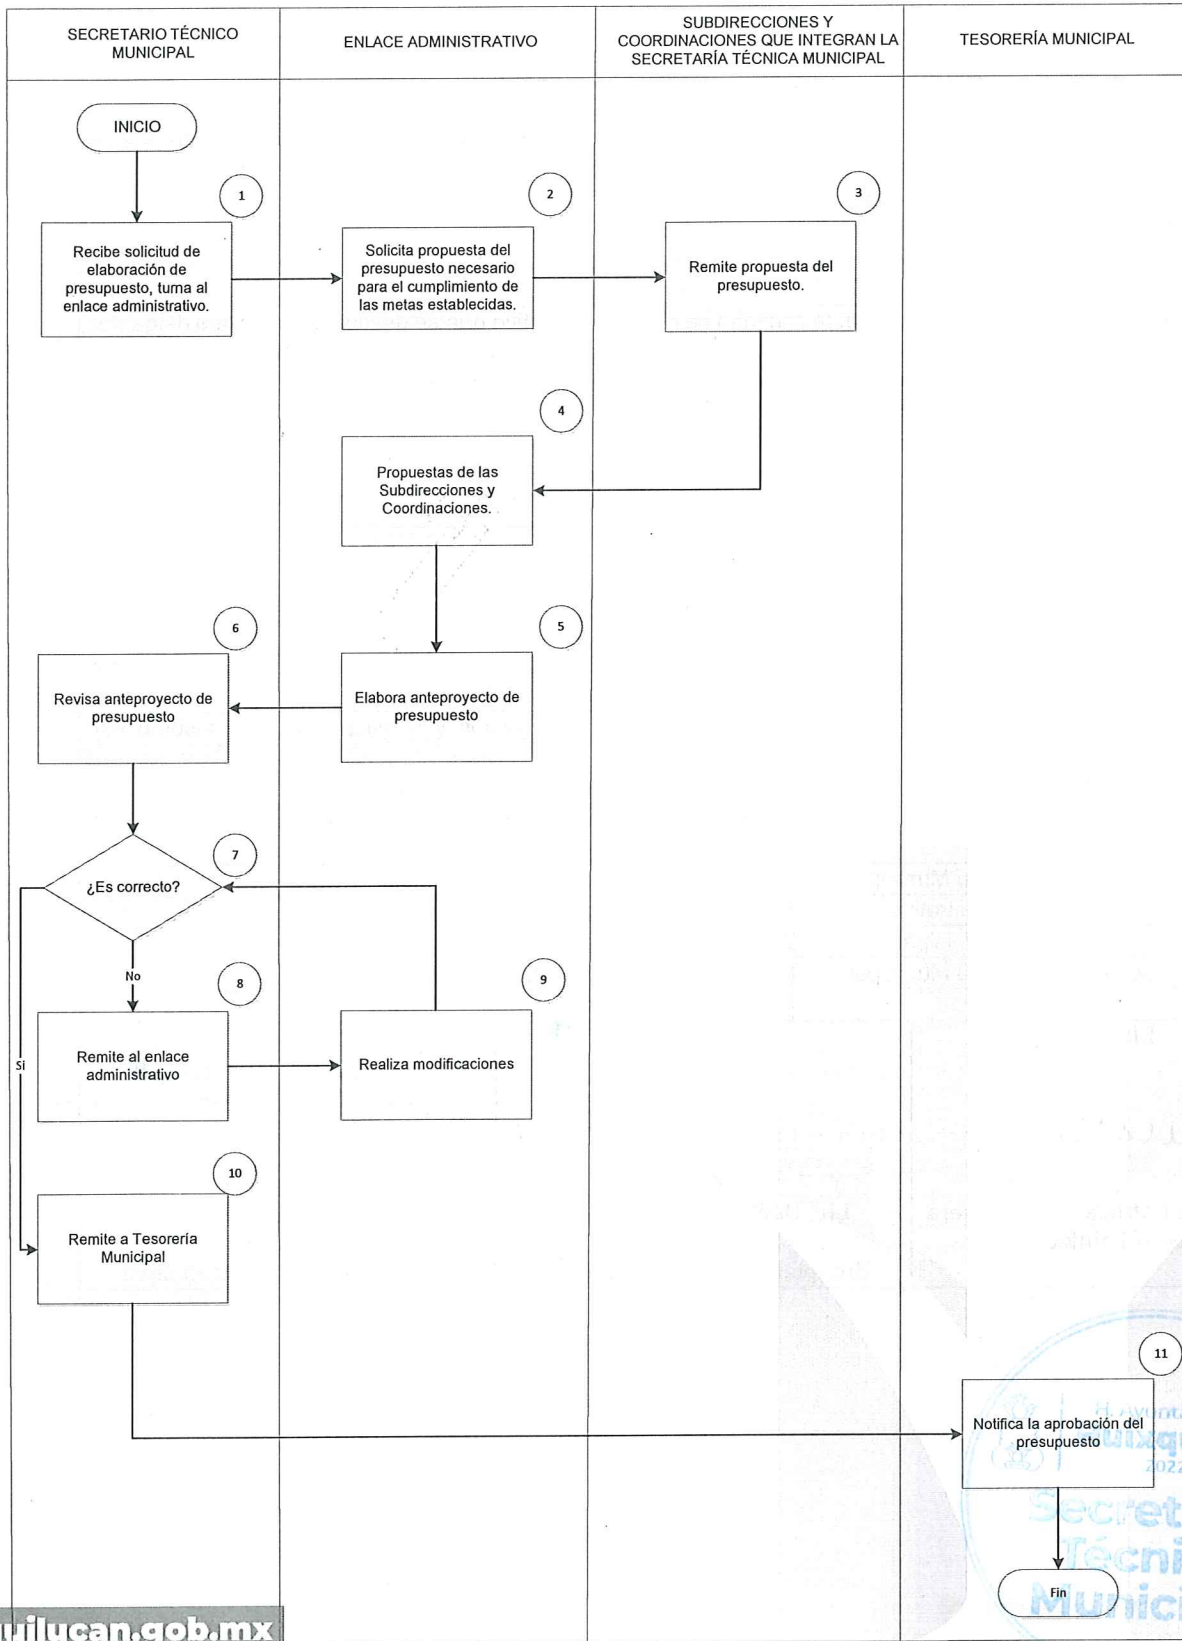 SECRETARIO TÉCNICO
MUNICIPAL
ENLACE ADMINISTRATIVO
SUBDIRECCIONES Y
COORDINACIONES QUE INTEGRAN LA
SECRETARÍA TÉCNICA MUNICIPAL
TESORERÍA MUNICIPAL
INICIO
1
Recibe solicitud de
elaboración de
presupuesto, turna al
enlace administrativo.
2
Solicita propuesta del
presupuesto necesario
para el cumplimiento de
las metas establecidas.
3
Remite propuesta del
presupuesto.
4
Propuestas de las
Subdirecciones y
Coordinaciones.
5
Elabora anteproyecto de
presupuesto
6
Revisa anteproyecto de
presupuesto
7
¿Es correcto?
No
Si
8
Remite al enlace
administrativo
9
Realiza modificaciones
10
Remite a Tesorería
Municipal
11
Notifica la aprobación del
presupuesto
Fin
2022
Secret
Técni
Munici
uilucan.gob.mx